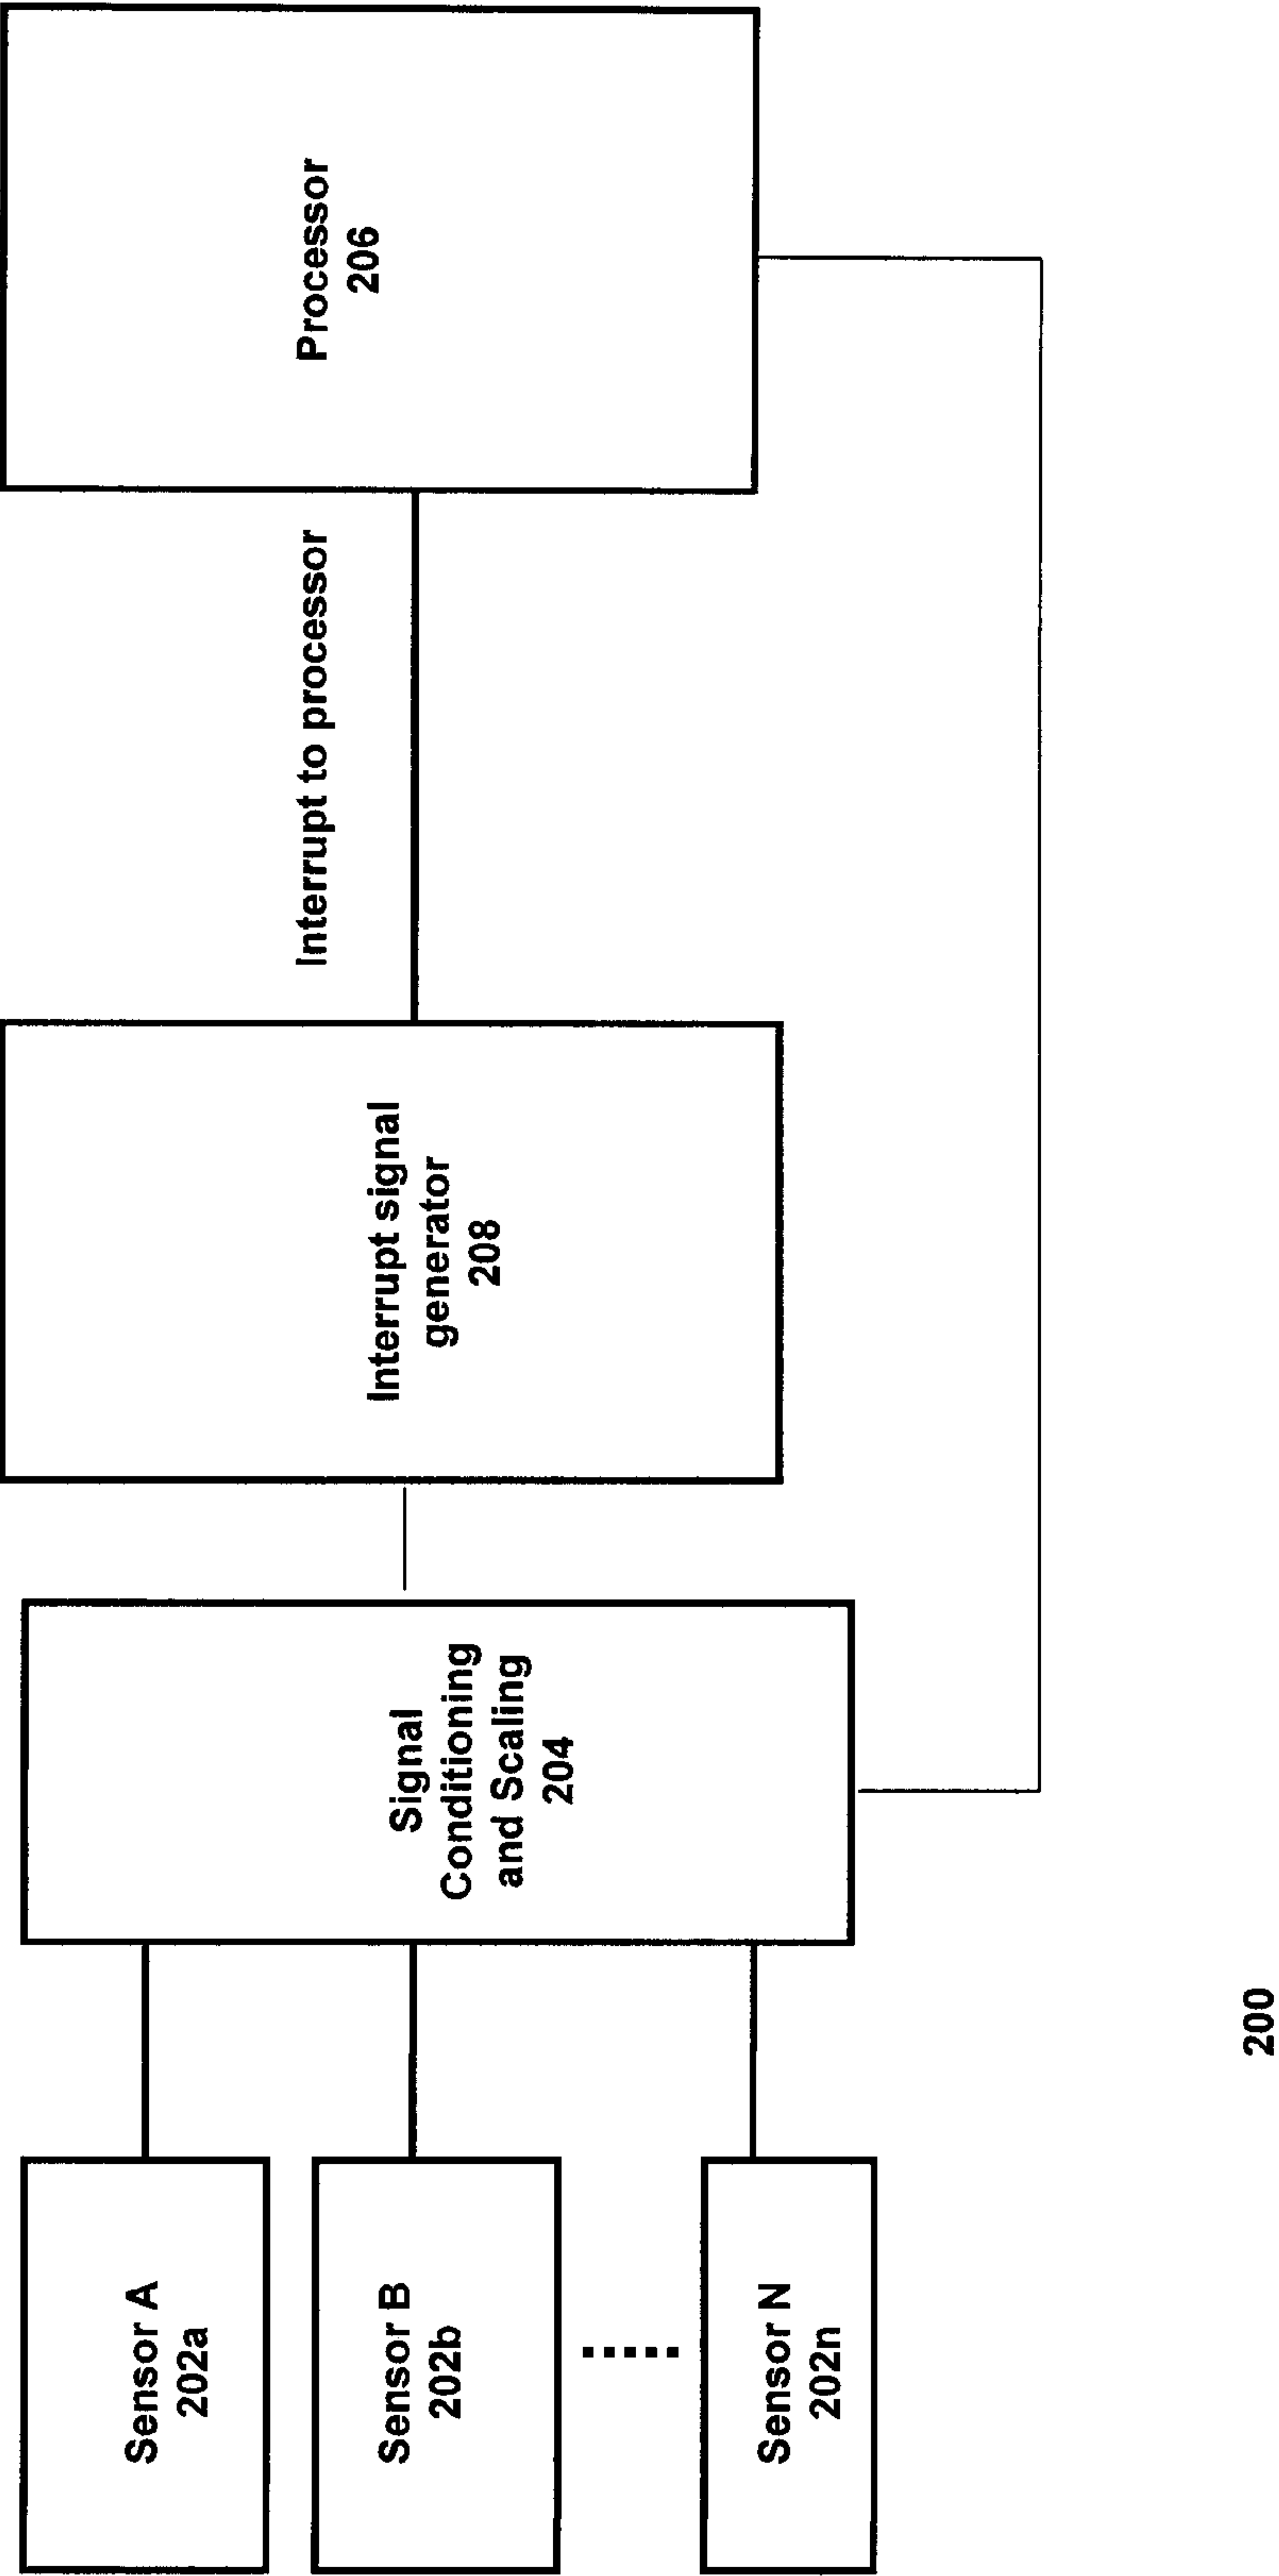 Sensor A
202a
Sensor B
202b
Sensor N
202n
Signal
Conditioning
and Scaling
204
Interrupt signal
generator
208
Interrupt to processor
Processor
206
200